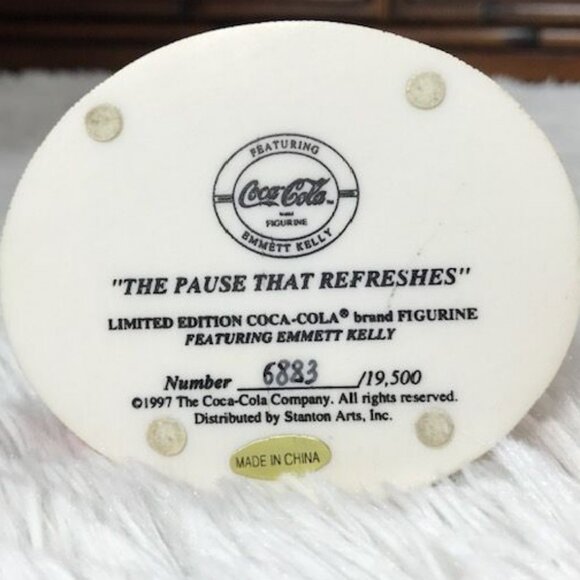 FEATURING
Coca-Cola™
BRAND
FIGURINE
EMMETT KELLY
"THE PAUSE THAT REFRESHES"
LIMITED EDITION COCA-COLA® brand FIGURINE
FEATURING EMMETT KELLY
Number 6883 /19,500
©1997 The Coca-Cola Company. All rights reserved.
Distributed by Stanton Arts, Inc.
MADE IN CHINA